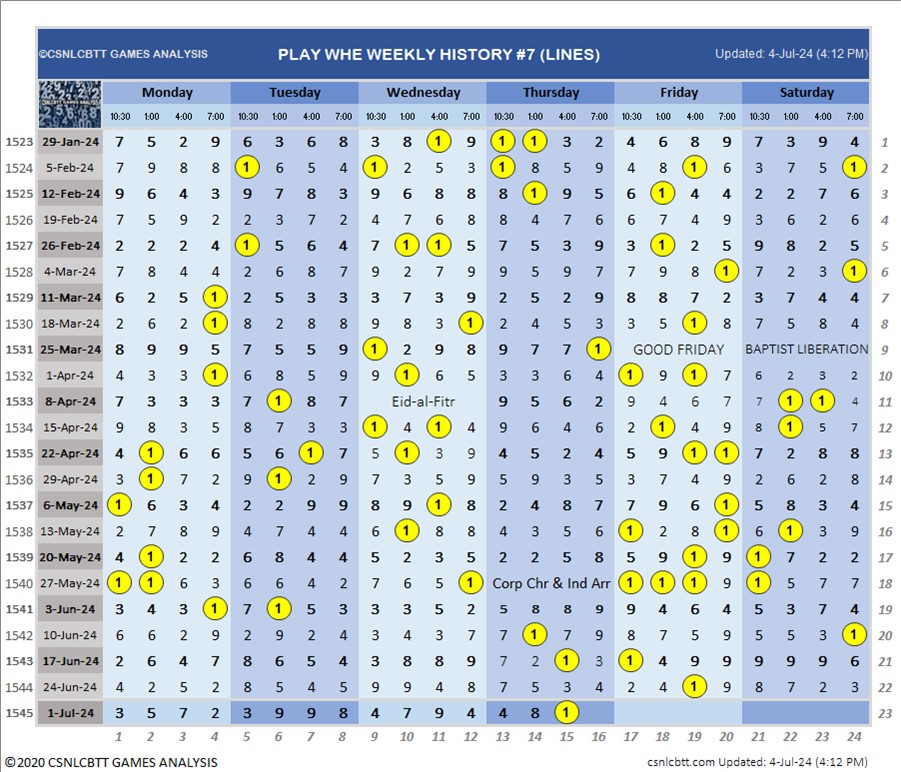 ©CSNLCBTT GAMES ANALYSIS PLAY WHE WEEKLY HISTORY #7 (LINES) Updated: 4-Jul-24 (4:12 PM)
Monday Tuesday Wednesday Thursday Friday Saturday
10:30 1:00 4:00 7:00 10:30 1:00 4:00 7:00 10:30 1:00 4:00 7:00 10:30 1:00 4:00 7:00 10:30 1:00 4:00 7:00 10:30 1:00 4:00 7:00
1523 29-Jan-24 7 5 2 9 6 3 6 8 3 8 1 9 1 1 3 2 4 6 8 9 7 3 9 4 1
1524 5-Feb-24 7 9 8 8 1 6 5 4 1 2 5 3 1 8 5 9 4 8 1 6 3 7 5 1 2
1525 12-Feb-24 9 6 4 3 9 7 8 3 9 6 8 8 8 1 9 5 6 1 4 4 2 2 7 6 3
1526 19-Feb-24 7 5 9 2 2 3 7 2 4 7 6 8 8 4 7 6 6 7 4 9 3 6 2 6 4
1527 26-Feb-24 2 2 2 4 1 5 6 4 7 1 1 5 7 5 3 9 3 1 2 5 9 8 2 5 5
1528 4-Mar-24 7 8 4 4 2 6 8 7 9 2 7 9 9 5 9 7 7 9 8 1 7 2 3 1 6
1529 11-Mar-24 6 2 5 1 2 5 3 3 3 7 3 9 2 5 2 9 8 8 7 2 3 7 4 4 7
1530 18-Mar-24 2 6 2 1 8 2 8 8 9 8 3 1 2 4 5 3 3 5 1 8 7 5 8 4 8
1531 25-Mar-24 8 9 9 5 7 5 5 9 1 2 9 8 9 7 7 1 GOOD FRIDAY BAPTIST LIBERATION 9
1532 1-Apr-24 4 3 3 1 6 8 5 9 9 1 6 5 3 3 6 4 1 9 1 7 6 2 3 2 10
1533 8-Apr-24 7 3 3 3 7 1 8 7 Eid-al-Fitr 9 5 6 2 9 4 6 7 7 1 1 4 11
1534 15-Apr-24 9 8 3 5 8 7 3 3 1 4 1 4 9 6 4 6 2 1 4 9 8 1 5 7 12
1535 22-Apr-24 4 1 6 6 5 6 1 7 5 1 3 9 4 5 2 4 5 9 1 1 7 2 8 8 13
1536 29-Apr-24 3 1 7 2 9 1 2 9 7 3 5 9 5 9 4 3 3 7 4 9 2 6 2 8 14
1537 6-May-24 1 6 3 4 2 2 9 9 8 9 1 8 2 4 8 7 7 9 6 1 5 8 3 4 15
1538 13-May-24 2 7 8 9 4 7 4 4 6 1 8 8 4 3 5 6 1 2 8 1 6 1 3 9 16
1539 20-May-24 4 1 2 2 6 8 4 4 5 2 3 5 2 2 5 8 5 9 1 9 1 7 2 2 17
1540 27-May-24 1 1 6 3 6 6 4 2 7 6 5 1 Corp Chr & Ind Arr 1 1 1 9 1 5 7 7 18
1541 3-Jun-24 3 4 3 1 7 1 5 3 3 3 5 2 5 8 8 9 9 4 6 4 5 3 7 4 19
1542 10-Jun-24 6 6 2 9 2 9 2 4 3 4 3 7 7 1 7 9 8 7 5 9 5 5 3 1 20
1543 17-Jun-24 2 6 4 7 8 6 5 4 3 8 8 9 7 2 1 3 1 4 9 9 9 9 9 6 21
1544 24-Jun-24 4 2 5 2 8 5 4 5 9 9 4 8 7 5 3 4 2 4 1 9 8 7 2 3 22
1545 1-Jul-24 3 5 7 2 3 9 9 8 4 7 9 4 4 8 1 23
1 2 3 4 5 6 7 8 9 10 11 12 13 14 15 16 17 18 19 20 21 22 23 24
©2020 CSNLCBTT GAMES ANALYSIS csnlcbtt.com Updated: 4-Jul-24 (4:12 PM)